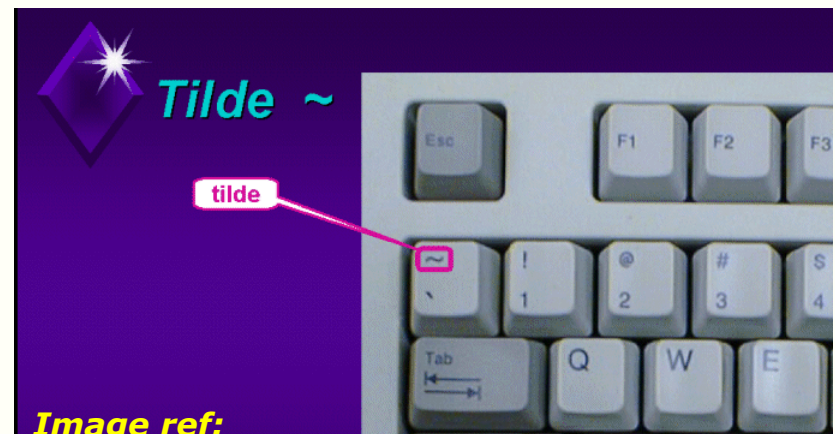 Tilde ~
tilde
Esc F1 F2 F3
~ ! @ # $
` 1 2 3 4
Tab Q W E
Image ref: